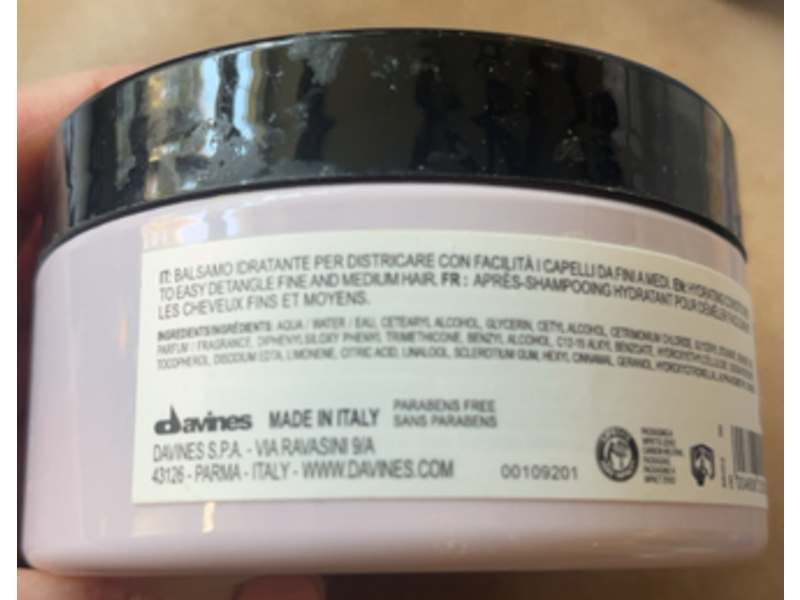 IT: BALSAMO IDRATANTE PER DISTRICARE CON FACILITÀ I CAPELLI DA FINI A MEDI. EN: HYDRATING
TO EASY DETANGLE FINE AND MEDIUM HAIR. FR : APRÈS-SHAMPOOING HYDRATANT POUR DÉMÊLER
LES CHEVEUX FINS ET MOYENS.
INGREDIENTS/INGRÉDIENTS: AQUA / WATER / EAU, CETEARYL ALCOHOL, GLYCERIN, CETYL ALCOHOL, CETRIMONIUM CHLORIDE,
PARFUM / FRAGRANCE, DIPHENYLSILOXY PHENYL TRIMETHICONE, BENZYL ALCOHOL, C12-15 ALKYL BENZOATE, HYDROXYETHYLCELLULOSE,
TOCOPHEROL, DISODIUM EDTA, LIMONENE, CITRIC ACID, LINALOOL, SCLEROTIUM GUM, HEXYL CINNAMAL, GERANIOL,
davines MADE IN ITALY PARABENS FREE
SANS PARABENS
DAVINES S.P.A. - VIA RAVASINI 9/A
43126 - PARMA - ITALY - WWW.DAVINES.COM 00109201